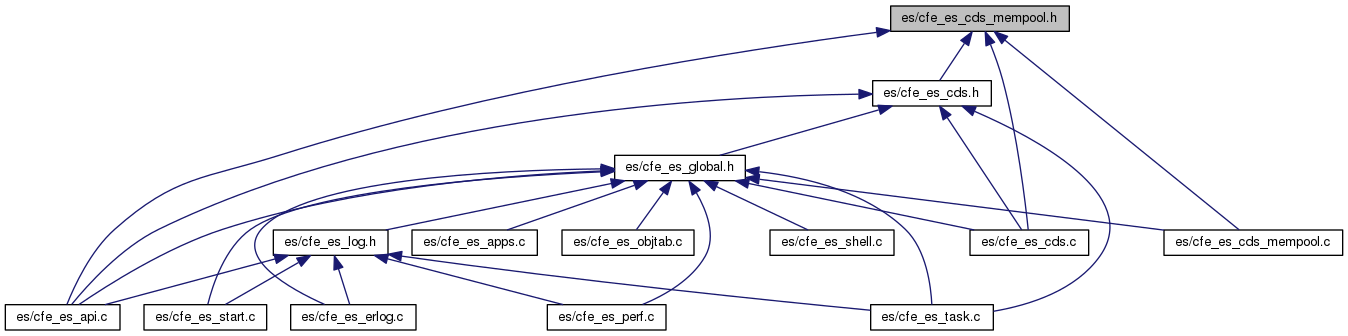 es/cfe_es_cds_mempool.h
es/cfe_es_cds.h
es/cfe_es_global.h
es/cfe_es_log.h
es/cfe_es_apps.c
es/cfe_es_objtab.c
es/cfe_es_shell.c
es/cfe_es_cds.c
es/cfe_es_cds_mempool.c
es/cfe_es_api.c
es/cfe_es_start.c
es/cfe_es_erlog.c
es/cfe_es_perf.c
es/cfe_es_task.c